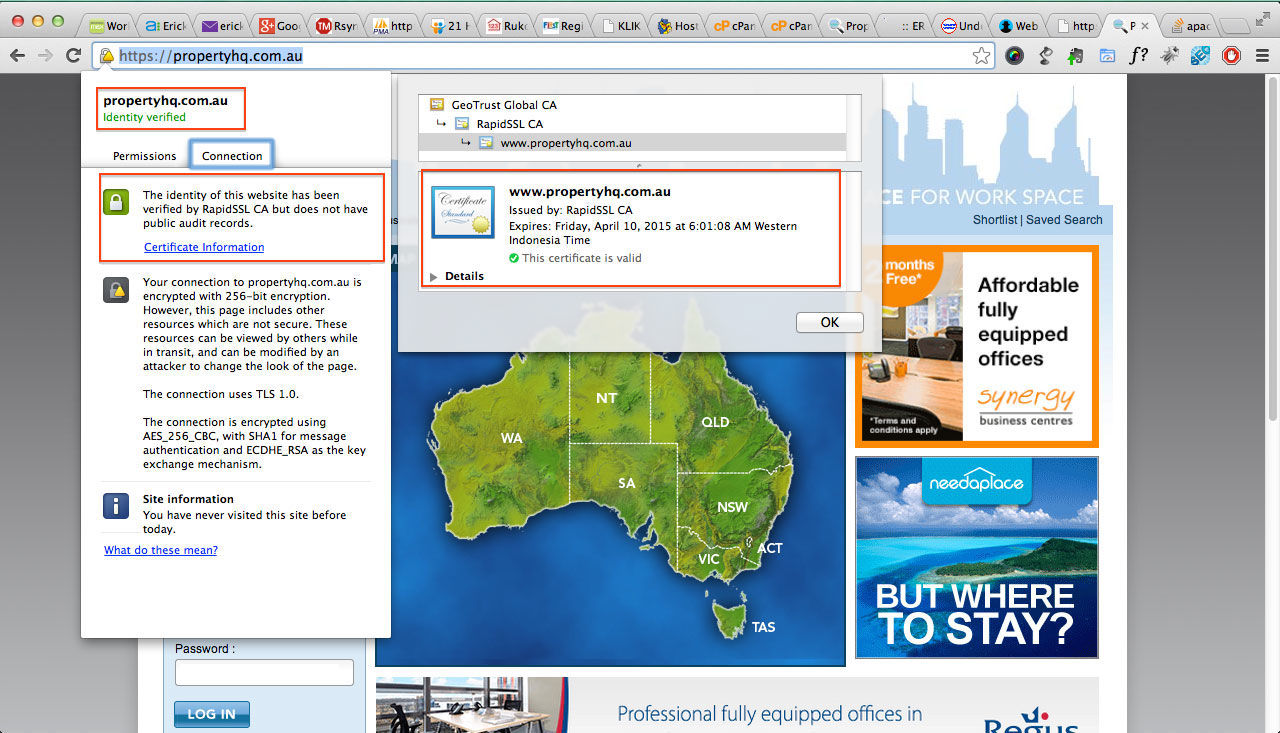 Worl
Erick
erick
Goo
Rsyn
http
21 H
Ruko
Regi
KLIK
Host
cPan
cPan
Prop
:: ER
Unde
Web
http
P
apac
https://propertyhq.com.au
f?
propertyhq.com.au
Identity verified
Permissions
Connection
The identity of this website has been
verified by RapidSSL CA but does not have
public audit records.
Certificate Information
Your connection to propertyhq.com.au is
encrypted with 256-bit encryption.
However, this page includes other
resources which are not secure. These
resources can be viewed by others while
in transit, and can be modified by an
attacker to change the look of the page.
The connection uses TLS 1.0.
The connection is encrypted using
AES_256_CBC, with SHA1 for message
authentication and ECDHE_RSA as the key
exchange mechanism.
Site information
You have never visited this site before
today.
What do these mean?
GeoTrust Global CA
RapidSSL CA
www.propertyhq.com.au
Certificate
Standard
www.propertyhq.com.au
Issued by: RapidSSL CA
Expires: Friday, April 10, 2015 at 6:01:08 AM Western
Indonesia Time
This certificate is valid
Details
OK
ACE FOR WORK SPACE
Shortlist | Saved Search
WA
NT
QLD
SA
NSW
ACT
VIC
TAS
2 months
Free*
Affordable
fully
equipped
offices
synergy
business centres
*Terms and
conditions apply
needaplace
BUT WHERE
TO STAY?
Password :
LOG IN
Professional fully equipped offices in
Regus